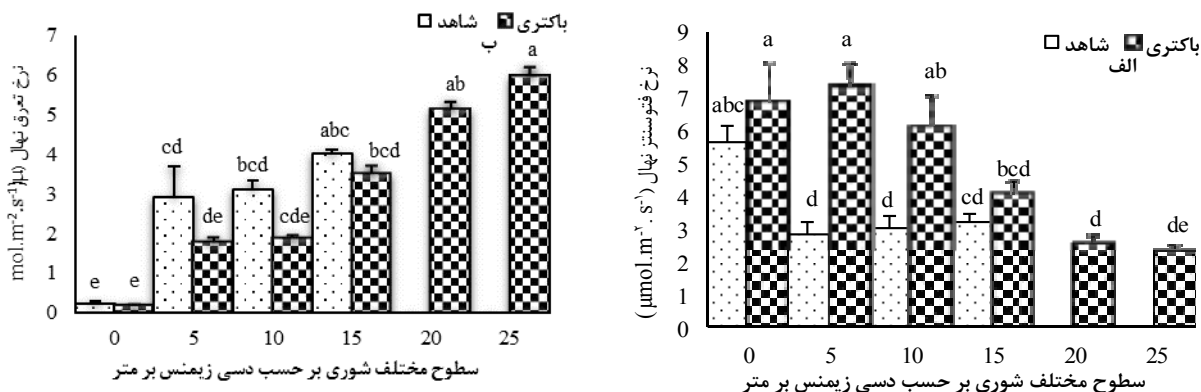 باکتری شاهد
ب
نرخ تعرق نهال (µ
mol.m⁻².s⁻¹)
7
6
5
4
3
2
1
0
e e cd de bcd cde abc bcd ab a
0 5 10 15 20 25
سطوح مختلف شوری بر حسب دسی زیمنس بر متر
باکتری شاهد
الف
نرخ فتوسنتز نهال
(µmol.m⁻².s⁻¹)
9
8
7
6
5
4
3
2
1
0
abc a d a d ab cd bcd d de
0 5 10 15 20 25
سطوح مختلف شوری بر حسب دسی زیمنس بر متر